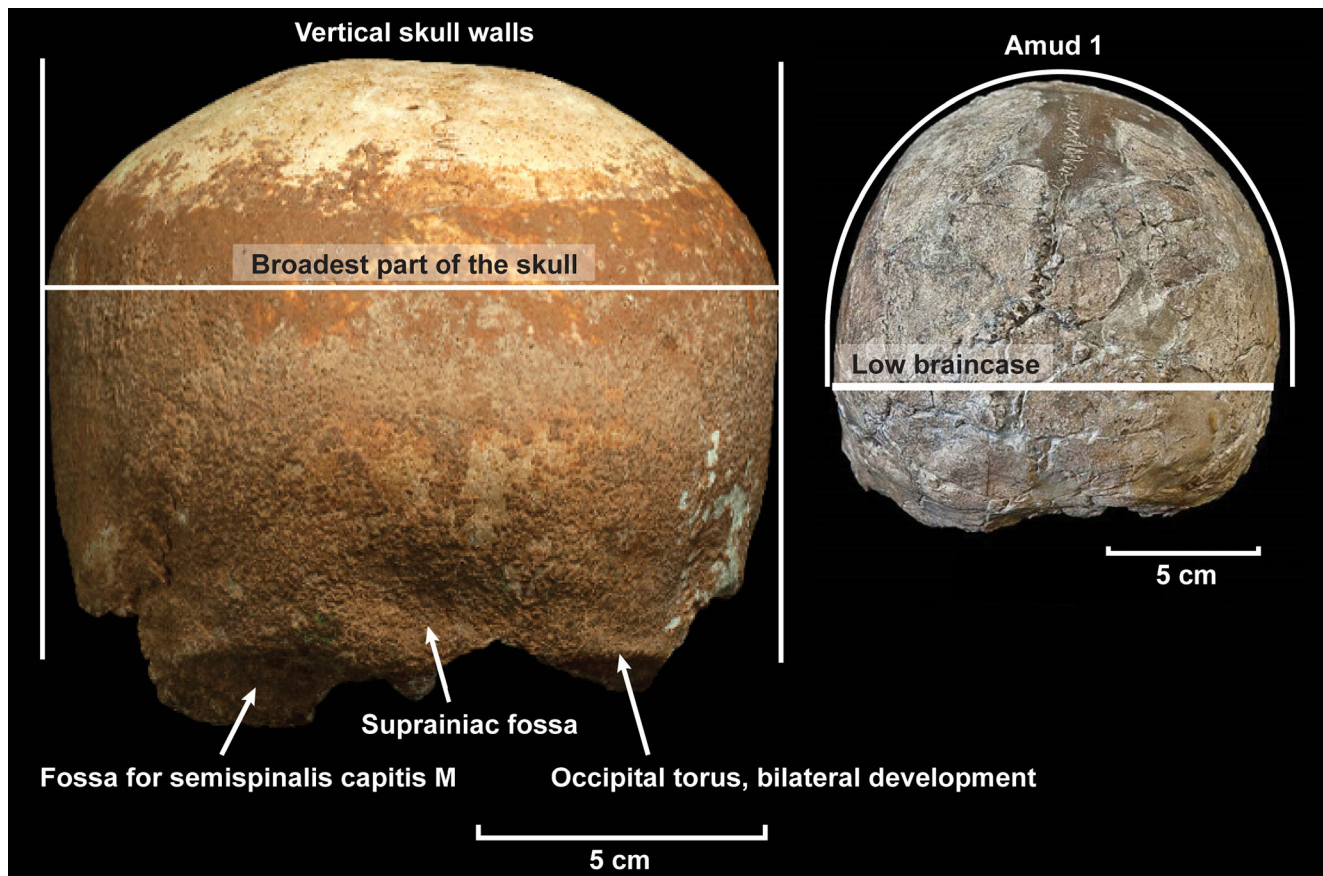 Vertical skull walls
Amud 1
Broadest part of the skull
Low braincase
5 cm
Suprainiac fossa
Fossa for semispinalis capitis M
Occipital torus, bilateral development
5 cm